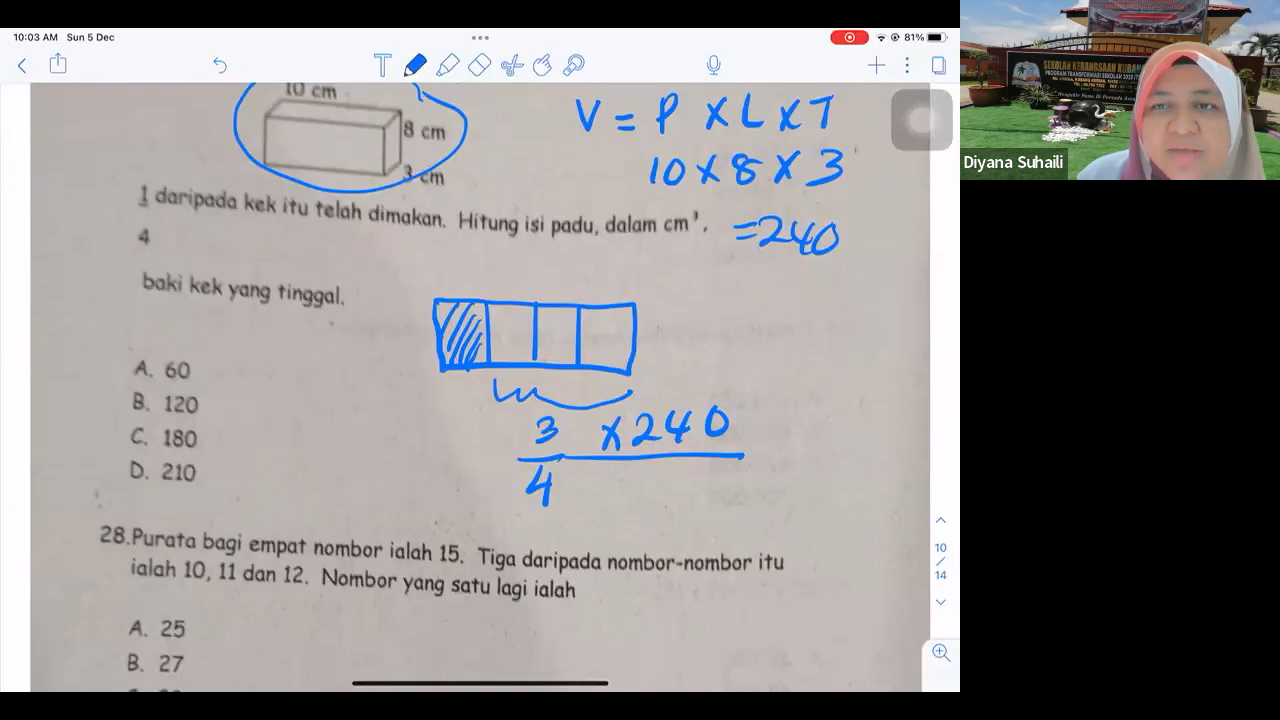 10:03 AM Sun 5 Dec
81%
T
10 cm
8 cm
3 cm
V = P X L X T
10 X 8 X 3
= 240
1 daripada kek itu telah dimakan. Hitung isi padu, dalam cm³,
4
baki kek yang tinggal.
A. 60
B. 120
C. 180
D. 210
3 X 240
4
28.Purata bagi empat nombor ialah 15. Tiga daripada nombor-nombor itu
ialah 10, 11 dan 12. Nombor yang satu lagi ialah
A. 25
B. 27
10
/
14
SEKOLAH KEBANGSAAN KUBANG
Diyana Suhaili